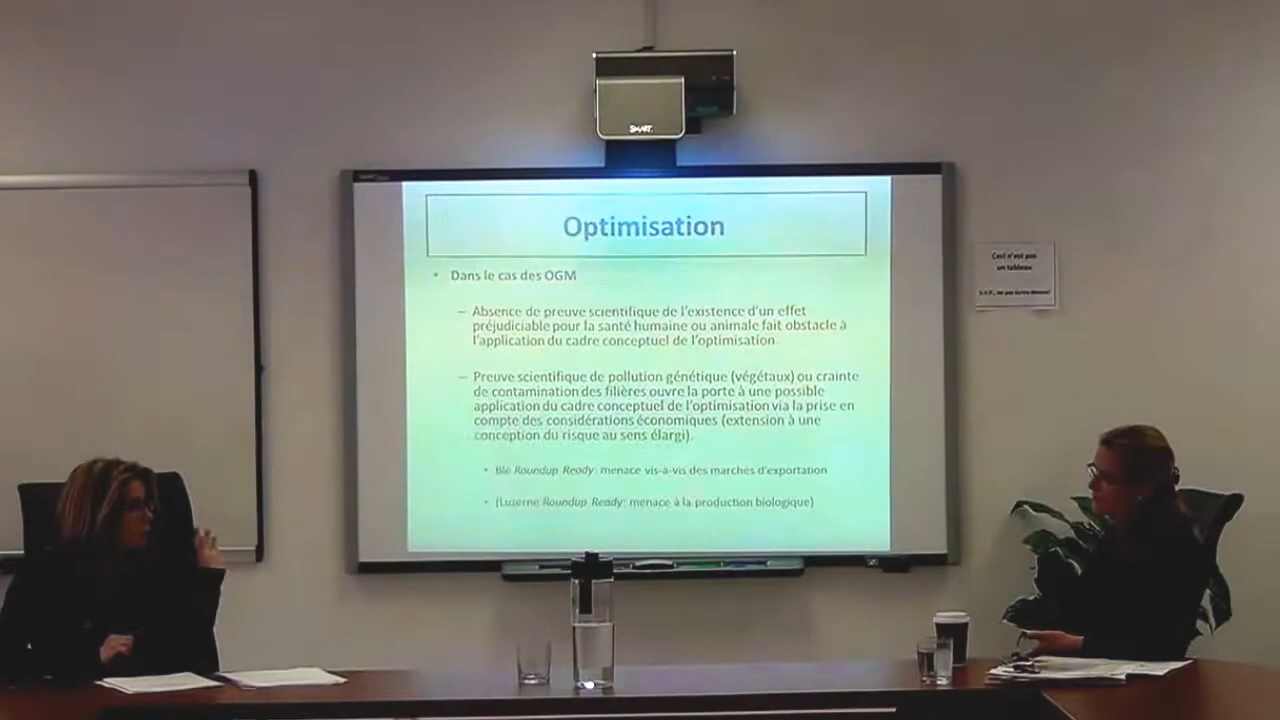 SMART
Optimisation
• Dans le cas des OGM
– Absence de preuve scientifique de l'existence d'un effet
préjudiciable pour la santé humaine ou animale fait obstacle à
l'application du cadre conceptuel de l'optimisation
– Preuve scientifique de pollution génétique (végétaux) ou crainte
de contamination des filières ouvre la porte à une possible
application du cadre conceptuel de l'optimisation via la prise en
compte des considérations économiques (extension à une
conception du risque au sens élargi).
• Blé Roundup Ready: menace vis-à-vis des marchés d'exportation
• (Luzerne Roundup Ready: menace à la production biologique)
Ceci n'est pas
un tableau
S.V.P., ne pas écrire dessus!